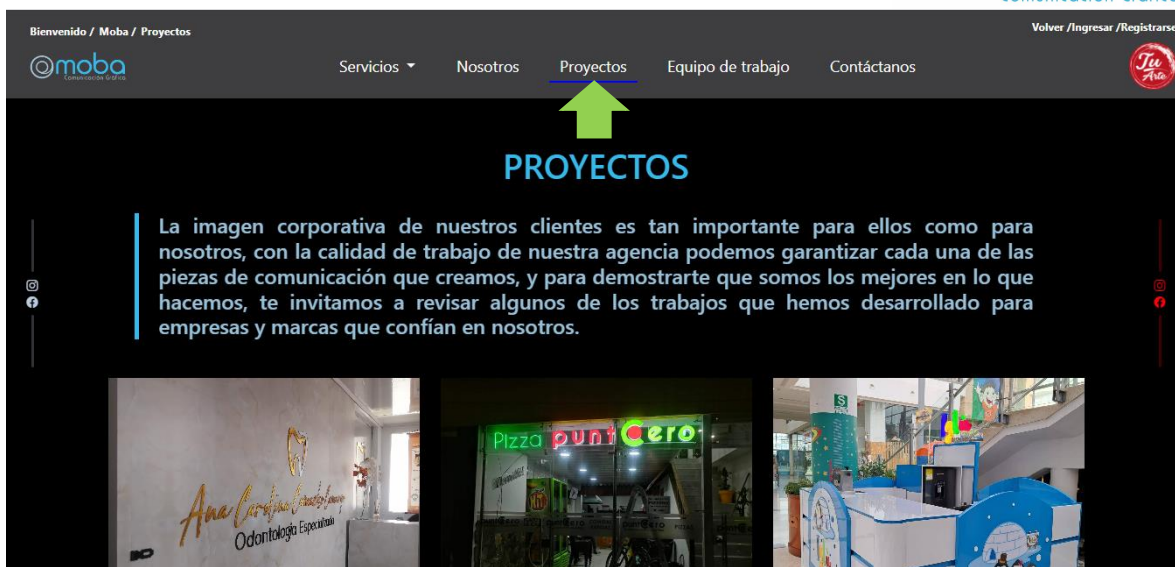 Bienvenido / Moba / Proyectos
Volver /Ingresar /Registrarse
moba
Comunicación Gráfica
Servicios
Nosotros
Proyectos
Equipo de trabajo
Contáctanos
Tu
Arte
PROYECTOS
La imagen corporativa de nuestros clientes es tan importante para ellos como para
nosotros, con la calidad de trabajo de nuestra agencia podemos garantizar cada una de las
piezas de comunicación que creamos, y para demostrarte que somos los mejores en lo que
hacemos, te invitamos a revisar algunos de los trabajos que hemos desarrollado para
empresas y marcas que confían en nosotros.
Ana Carolina
Odontología Especializada
Pizza puntCero